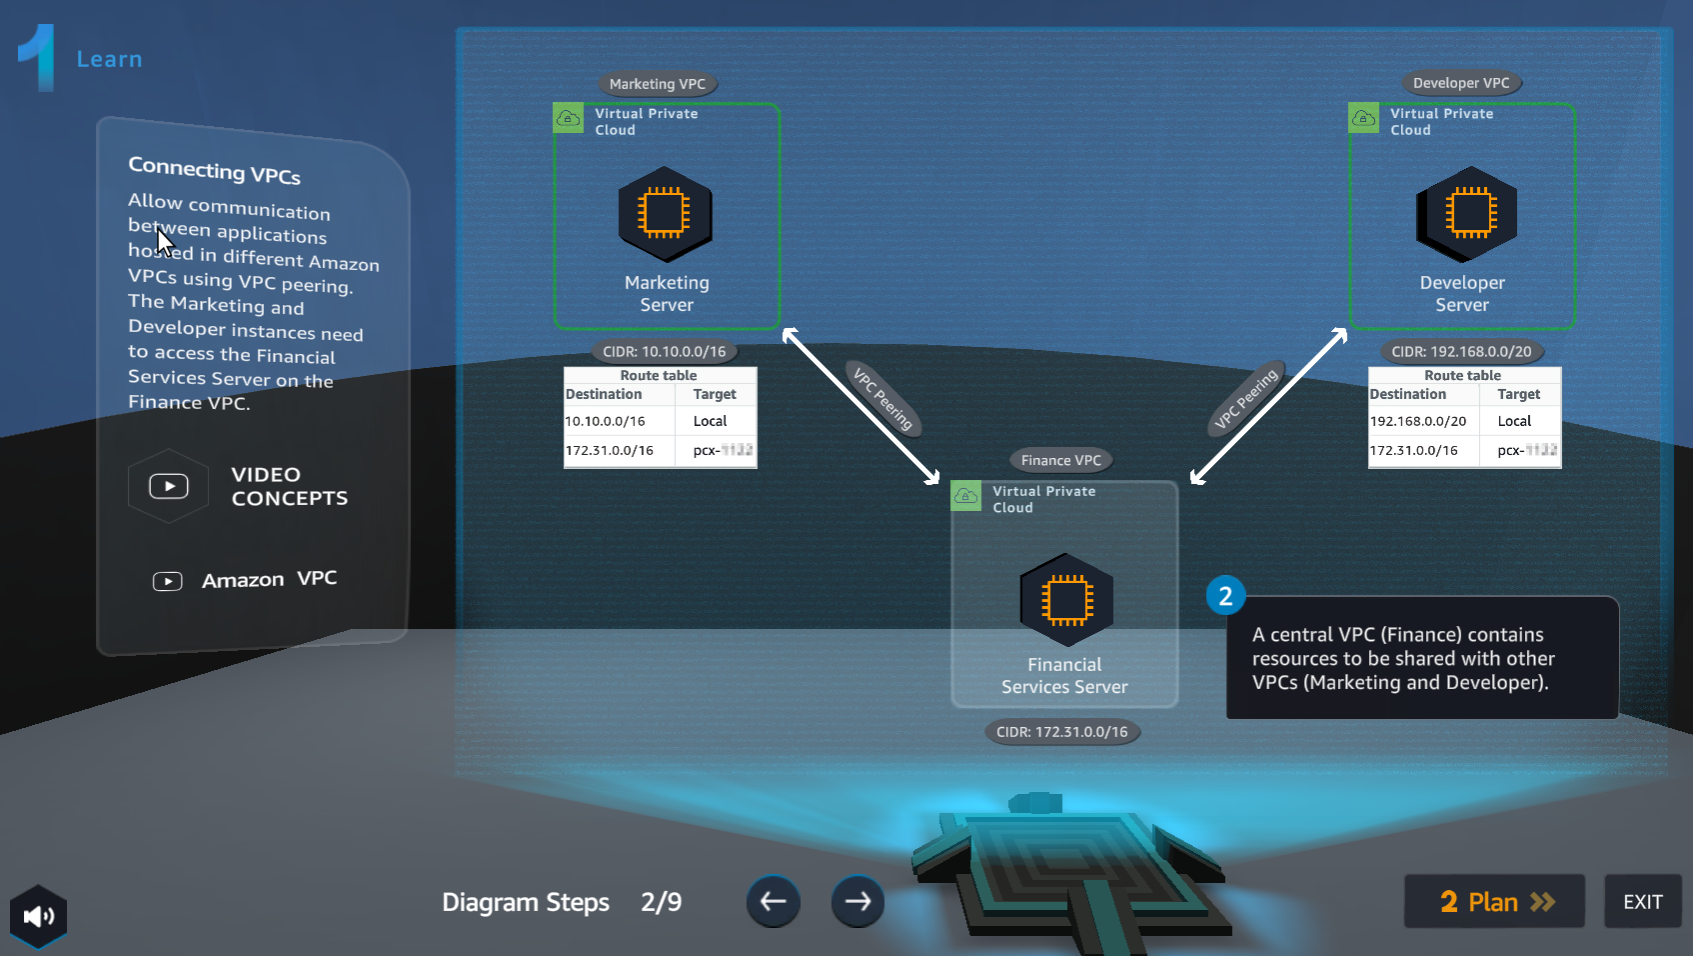 1 Learn
Connecting VPCs
Allow communication
between applications
hosted in different Amazon
VPCs using VPC peering.
The Marketing and
Developer instances need
to access the Financial
Services Server on the
Finance VPC.
VIDEO
CONCEPTS
Amazon VPC
Marketing VPC
Virtual Private
Cloud
Marketing
Server
CIDR: 10.10.0.0/16
Route table
Destination Target
10.10.0.0/16 Local
172.31.0.0/16 pcx-
VPC Peering
Developer VPC
Virtual Private
Cloud
Developer
Server
CIDR: 192.168.0.0/20
Route table
Destination Target
192.168.0.0/20 Local
172.31.0.0/16 pcx-
VPC Peering
Finance VPC
Virtual Private
Cloud
Financial
Services Server
CIDR: 172.31.0.0/16
2
A central VPC (Finance) contains
resources to be shared with other
VPCs (Marketing and Developer).
Diagram Steps 2/9
2 Plan
EXIT